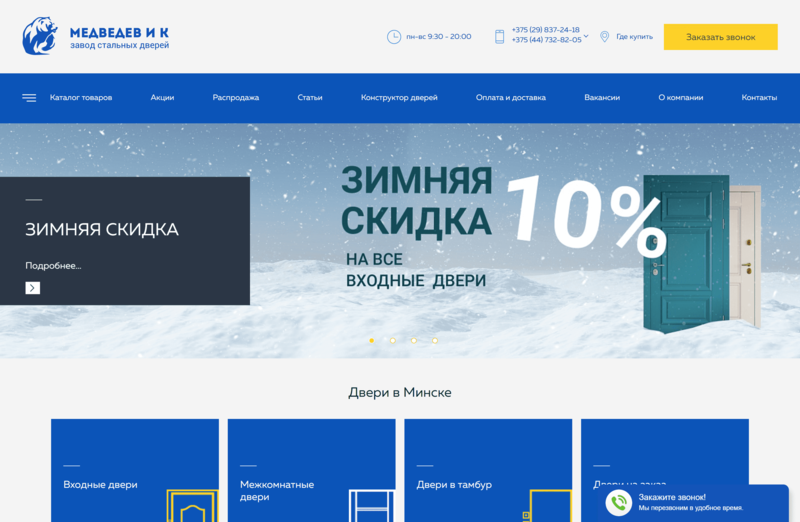 МЕДВЕДЕВ И К
завод стальных дверей
пн-вс 9:30 - 20:00
+375 (29) 837-24-18
+375 (44) 732-82-05
Где купить
Заказать звонок
Каталог товаров
Акции
Распродажа
Статьи
Конструктор дверей
Оплата и доставка
Вакансии
О компании
Контакты
ЗИМНЯЯ СКИДКА
Подробнее...
ЗИМНЯЯ
СКИДКА
10%
НА ВСЕ
ВХОДНЫЕ ДВЕРИ
Двери в Минске
Входные двери
Межкомнатные
двери
Двери в тамбур
Двери на заказ
Закажите звонок!
Мы перезвоним в удобное время.